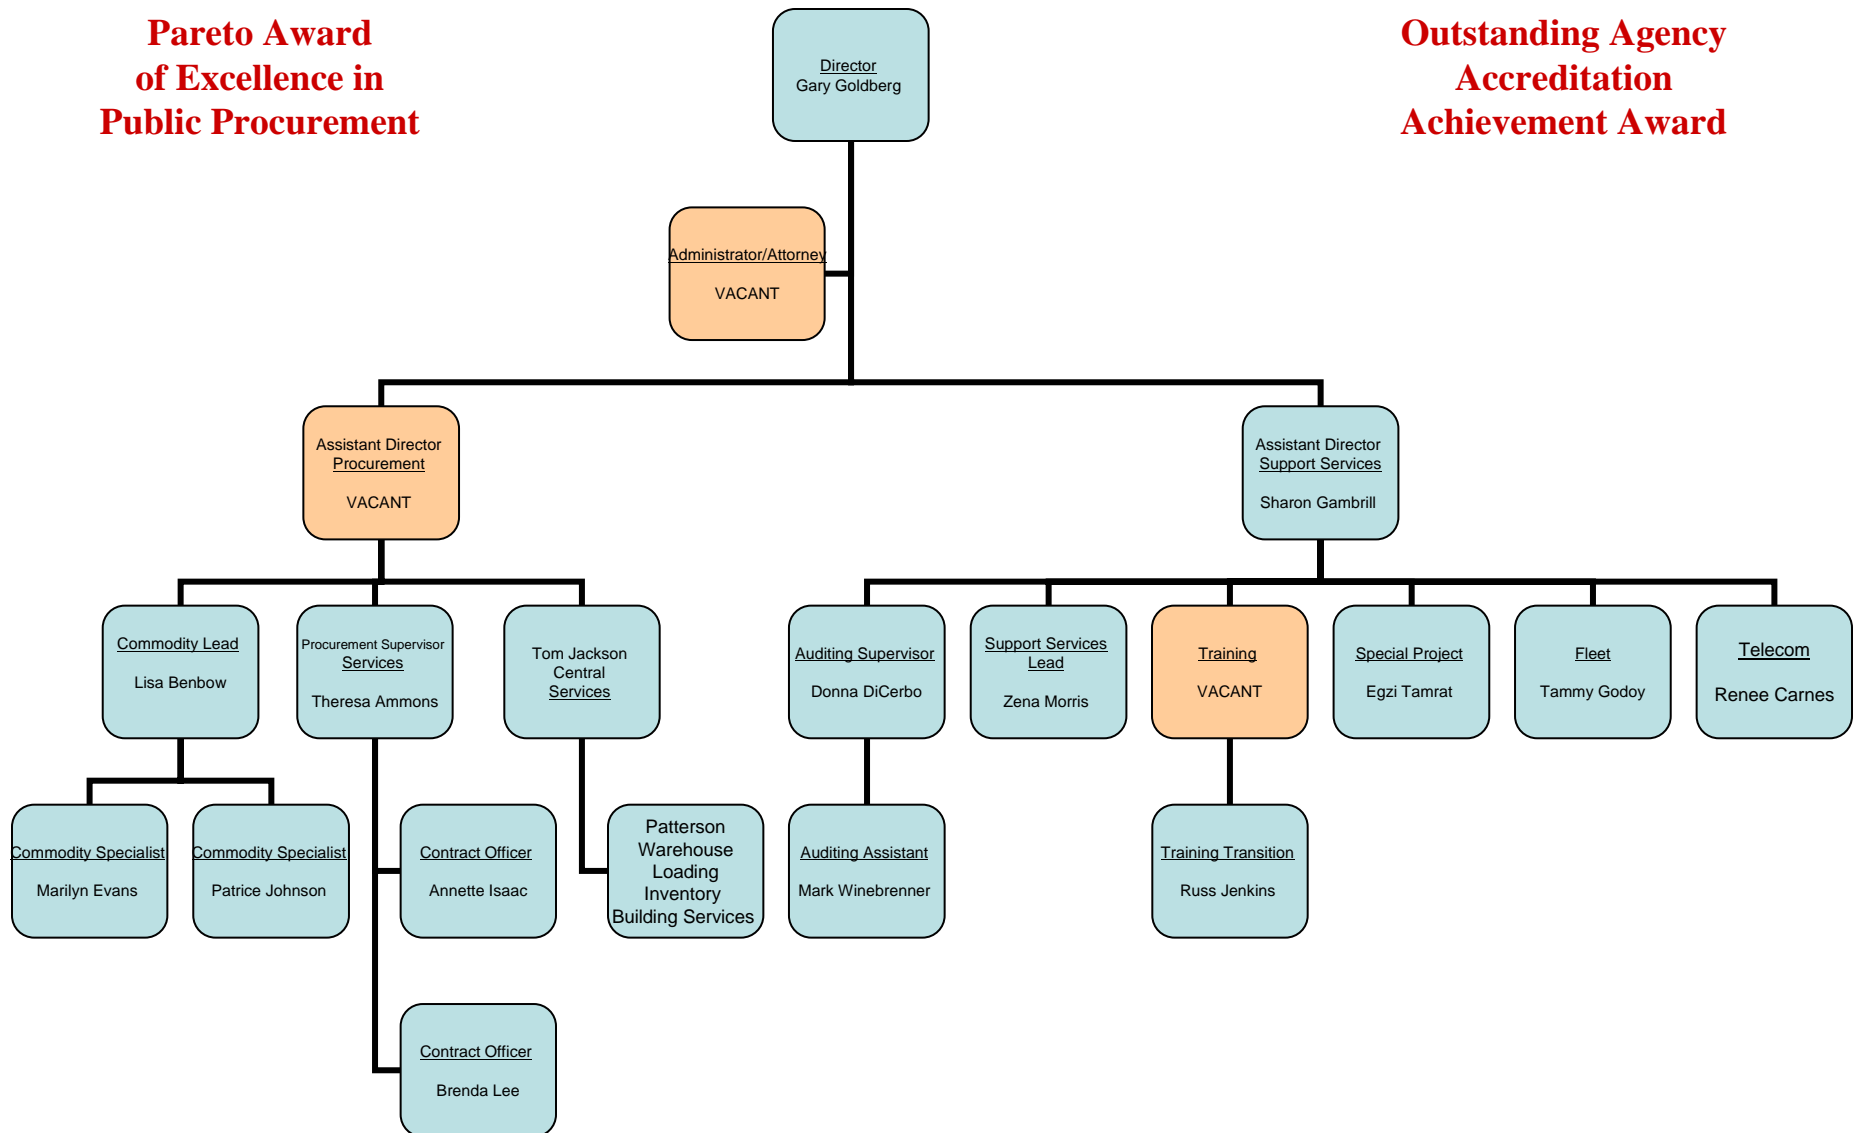 Pareto Award
of Excellence in
Public Procurement
Outstanding Agency
Accreditation
Achievement Award
Director
Gary Goldberg
Administrator/Attorney
VACANT
Assistant Director
Procurement
VACANT
Assistant Director
Support Services
Sharon Gambrill
Commodity Lead
Lisa Benbow
Procurement Supervisor
Services
Theresa Ammons
Tom Jackson
Central
Services
Auditing Supervisor
Donna DiCerbo
Support Services
Lead
Zena Morris
Training
VACANT
Special Project
Egzi Tamrat
Fleet
Tammy Godoy
Telecom
Renee Carnes
Commodity Specialist
Marilyn Evans
Commodity Specialist
Patrice Johnson
Contract Officer
Annette Isaac
Patterson
Warehouse
Loading
Inventory
Building Services
Auditing Assistant
Mark Winebrenner
Training Transition
Russ Jenkins
Contract Officer
Brenda Lee